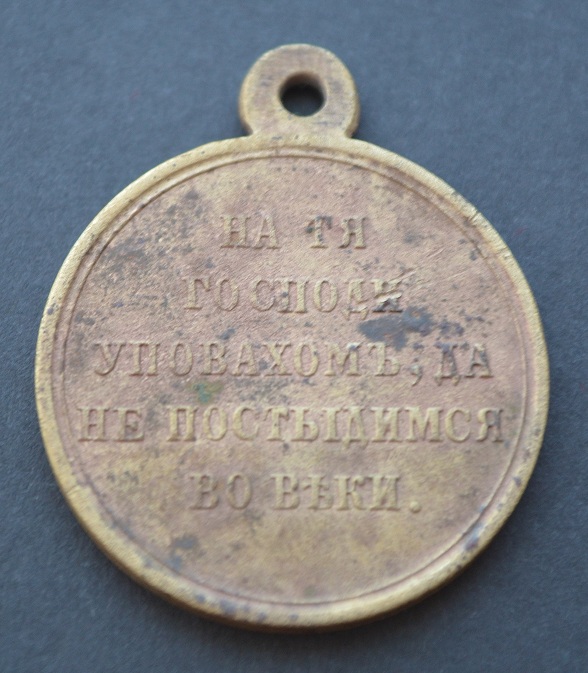 НА ТЯ
ГОСПОДИ
УПОВАХОМЪ, ДА
НЕ ПОСТЫДИМСЯ
ВО ВѢКИ.